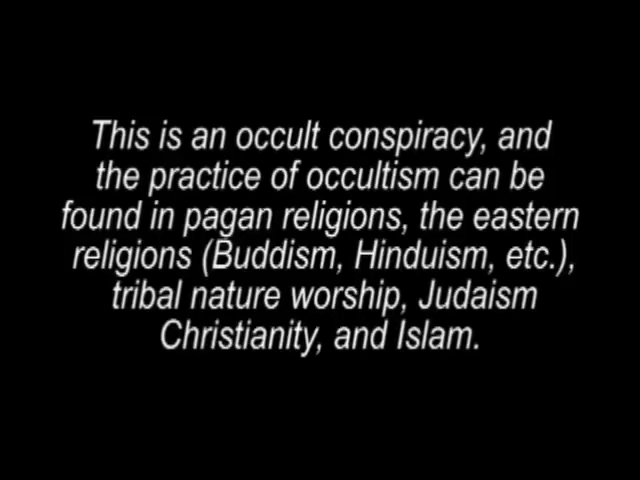 This is an occult conspiracy, and
the practice of occultism can be
found in pagan religions, the eastern
religions (Buddism, Hinduism, etc.),
tribal nature worship, Judaism
Christianity, and Islam.